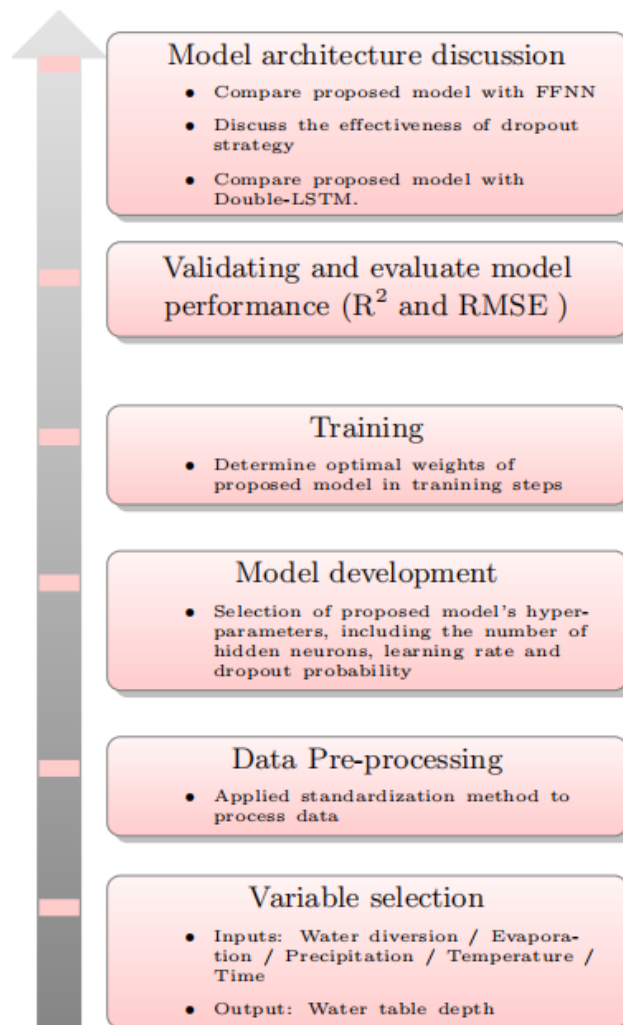 Model architecture discussion
• Compare proposed model with FFNN
• Discuss the effectiveness of dropout
strategy
• Compare proposed model with
Double-LSTM.
Validating and evaluate model
performance (R² and RMSE )
Training
• Determine optimal weights of
proposed model in tranining steps
Model development
• Selection of proposed model's hyper-
parameters, including the number of
hidden neurons, learning rate and
dropout probability
Data Pre-processing
• Applied standardization method to
process data
Variable selection
• Inputs: Water diversion / Evapora-
tion / Precipitation / Temperature /
Time
• Output: Water table depth